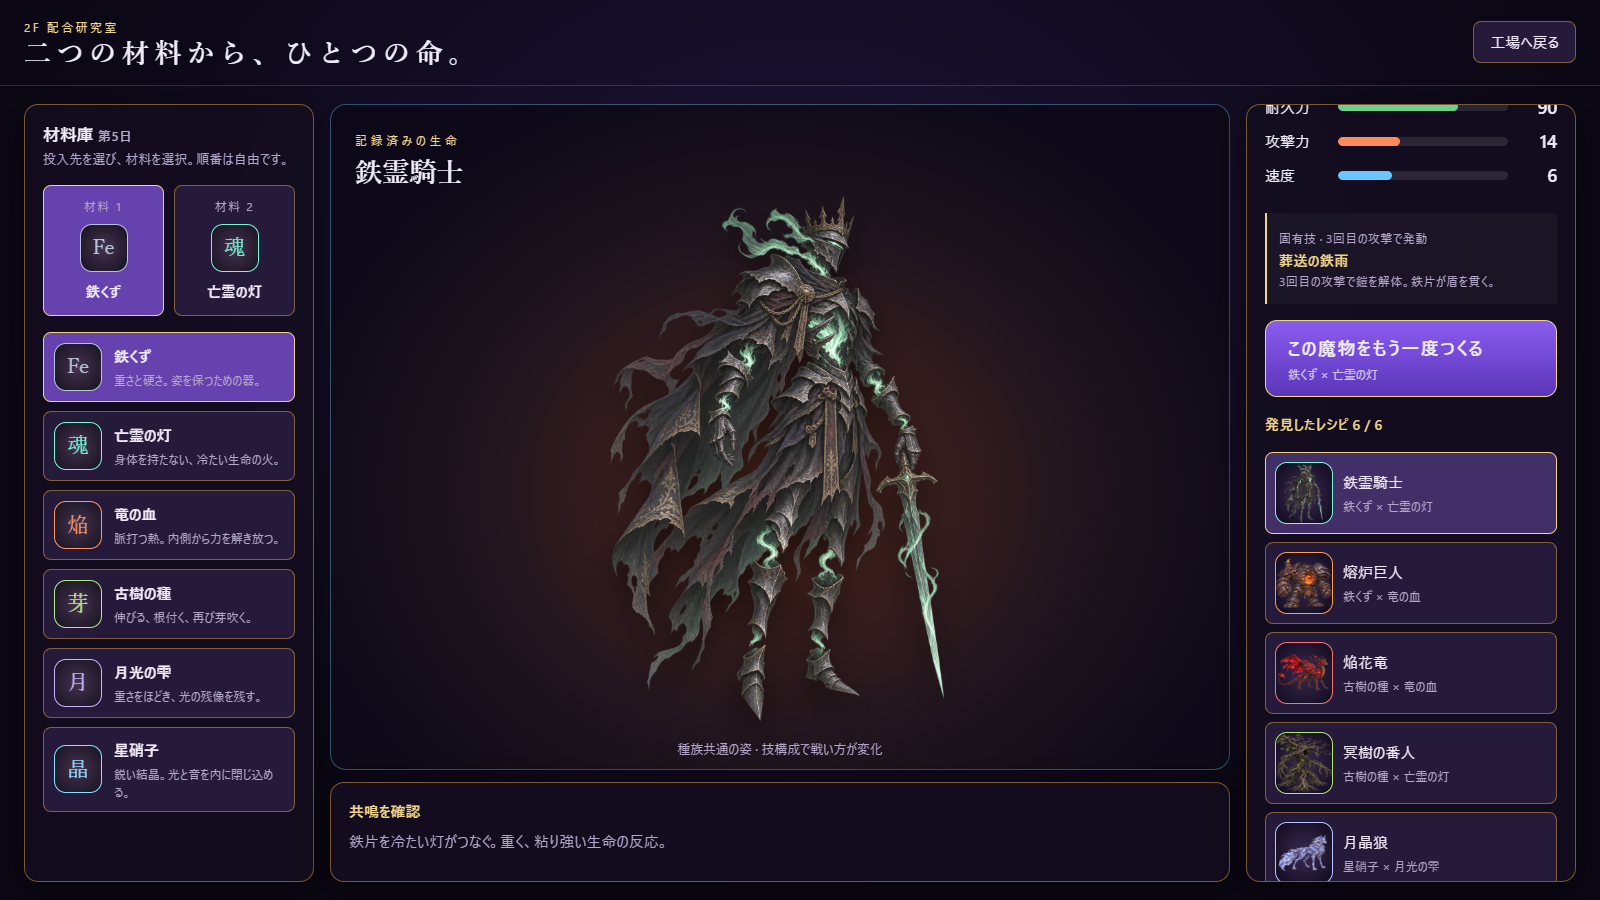 2F 配合研究室
二つの材料から、ひとつの命。
工場へ戻る
材料庫 第5日
投入先を選び、材料を選択。順番は自由です。
材料 1
Fe
鉄くず
材料 2
魂
亡霊の灯
Fe
鉄くず
重さと硬さ。姿を保つための器。
魂
亡霊の灯
身体を持たない、冷たい生命の火。
焔
竜の血
脈打つ熱。内側から力を解き放つ。
芽
古樹の種
伸びる、根付く、再び芽吹く。
月
月光の雫
重さをほどき、光の残像を残す。
晶
星硝子
鋭い結晶。光と音を内に閉じ込め
る。
記録済みの生命
鉄霊騎士
種族共通の姿 · 技構成で戦い方が変化
共鳴を確認
鉄片を冷たい灯がつなぐ。重く、粘り強い生命の反応。
耐久力 90
攻撃力 14
速度 6
固有技 · 3回目の攻撃で発動
葬送の鉄雨
3回目の攻撃で鎧を解体。鉄片が盾を貫く。
この魔物をもう一度つくる
鉄くず × 亡霊の灯
発見したレシピ 6 / 6
鉄霊騎士
鉄くず × 亡霊の灯
熔炉巨人
鉄くず × 竜の血
焔花竜
古樹の種 × 竜の血
冥樹の番人
古樹の種 × 亡霊の灯
月晶狼
星硝子 × 月光の雫